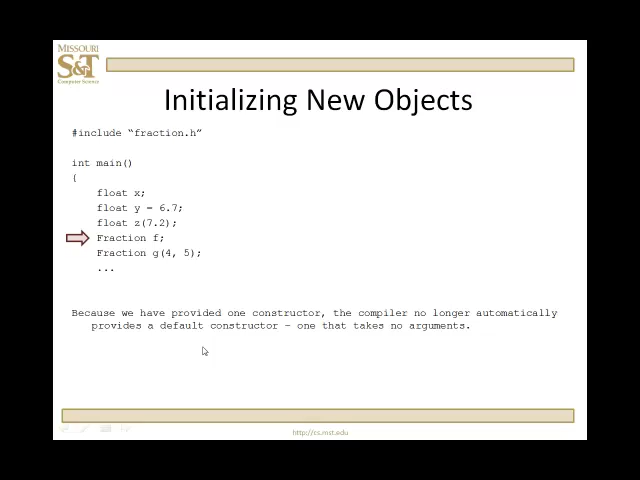 MISSOURI
S&T
Computer Science
Initializing New Objects
#include “fraction.h”
int main()
{
float x;
float y = 6.7;
float z(7.2);
Fraction f;
Fraction g(4, 5);
...
Because we have provided one constructor, the compiler no longer automatically
provides a default constructor – one that takes no arguments.
http://cs.mst.edu